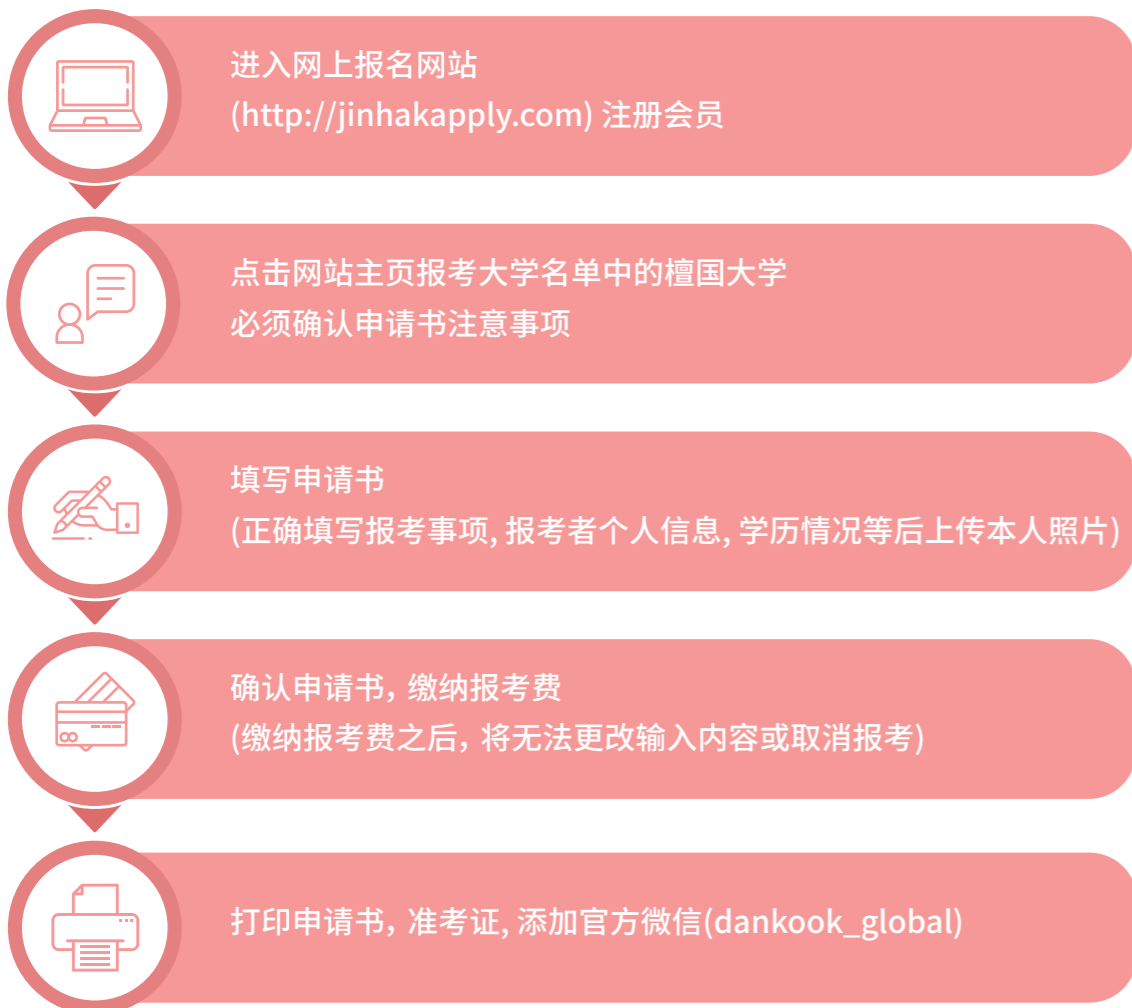 进入网上报名网站
(http://jinhakapply.com) 注册会员
点击网站主页报考大学名单中的檀国大学
必须确认申请书注意事项
填写申请书
(正确填写报考事项, 报考者个人信息, 学历情况等后上传本人照片)
确认申请书, 缴纳报考费
(缴纳报考费之后, 将无法更改输入内容或取消报考)
打印申请书, 准考证, 添加官方微信(dankook_global)